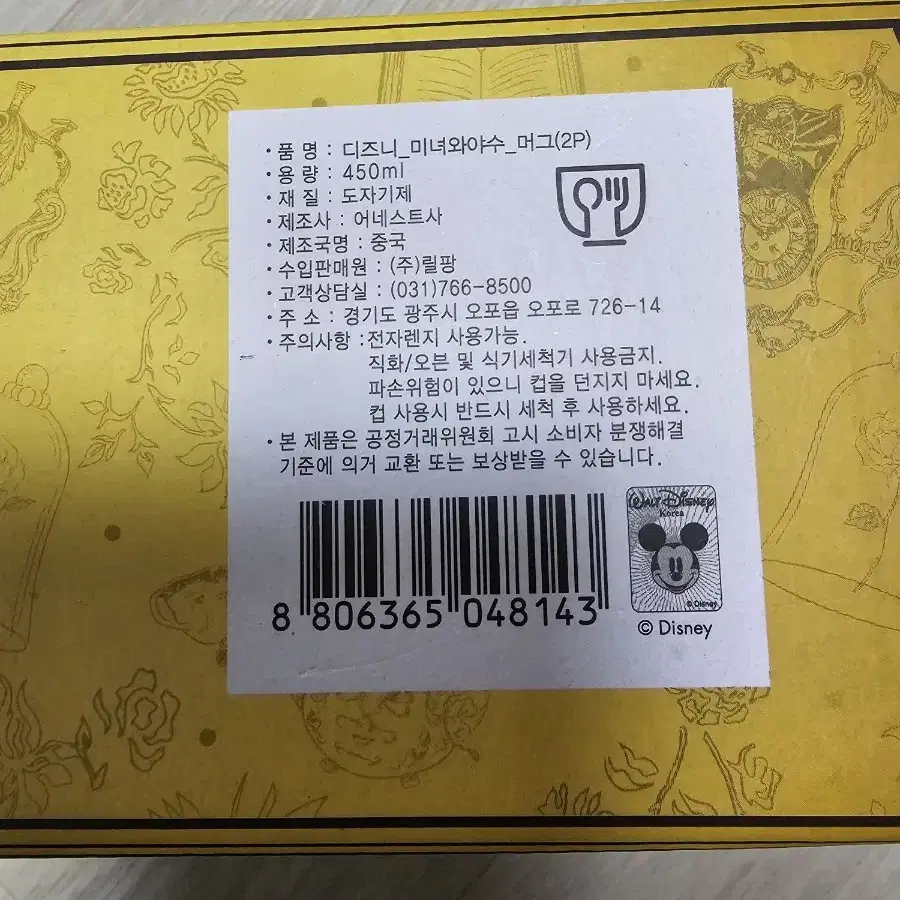 · 품 명 : 디즈니_미녀와야수_머그(2P)
· 용 량 : 450ml
· 재 질 : 도자기제
· 제조사 : 어네스트사
· 제조국명 : 중국
· 수입판매원 : (주)릴팡
· 고객상담실 : (031)766-8500
· 주 소 : 경기도 광주시 오포읍 오포로 726-14
· 주의사항 : 전자렌지 사용가능.
직화/오븐 및 식기세척기 사용금지.
파손위험이 있으니 컵을 던지지 마세요.
컵 사용시 반드시 세척 후 사용하세요.
· 본 제품은 공정거래위원회 고시 소비자 분쟁해결
기준에 의거 교환 또는 보상받을 수 있습니다.
WALT DISNEY
Korea
© Disney
8 806365 048143
© Disney